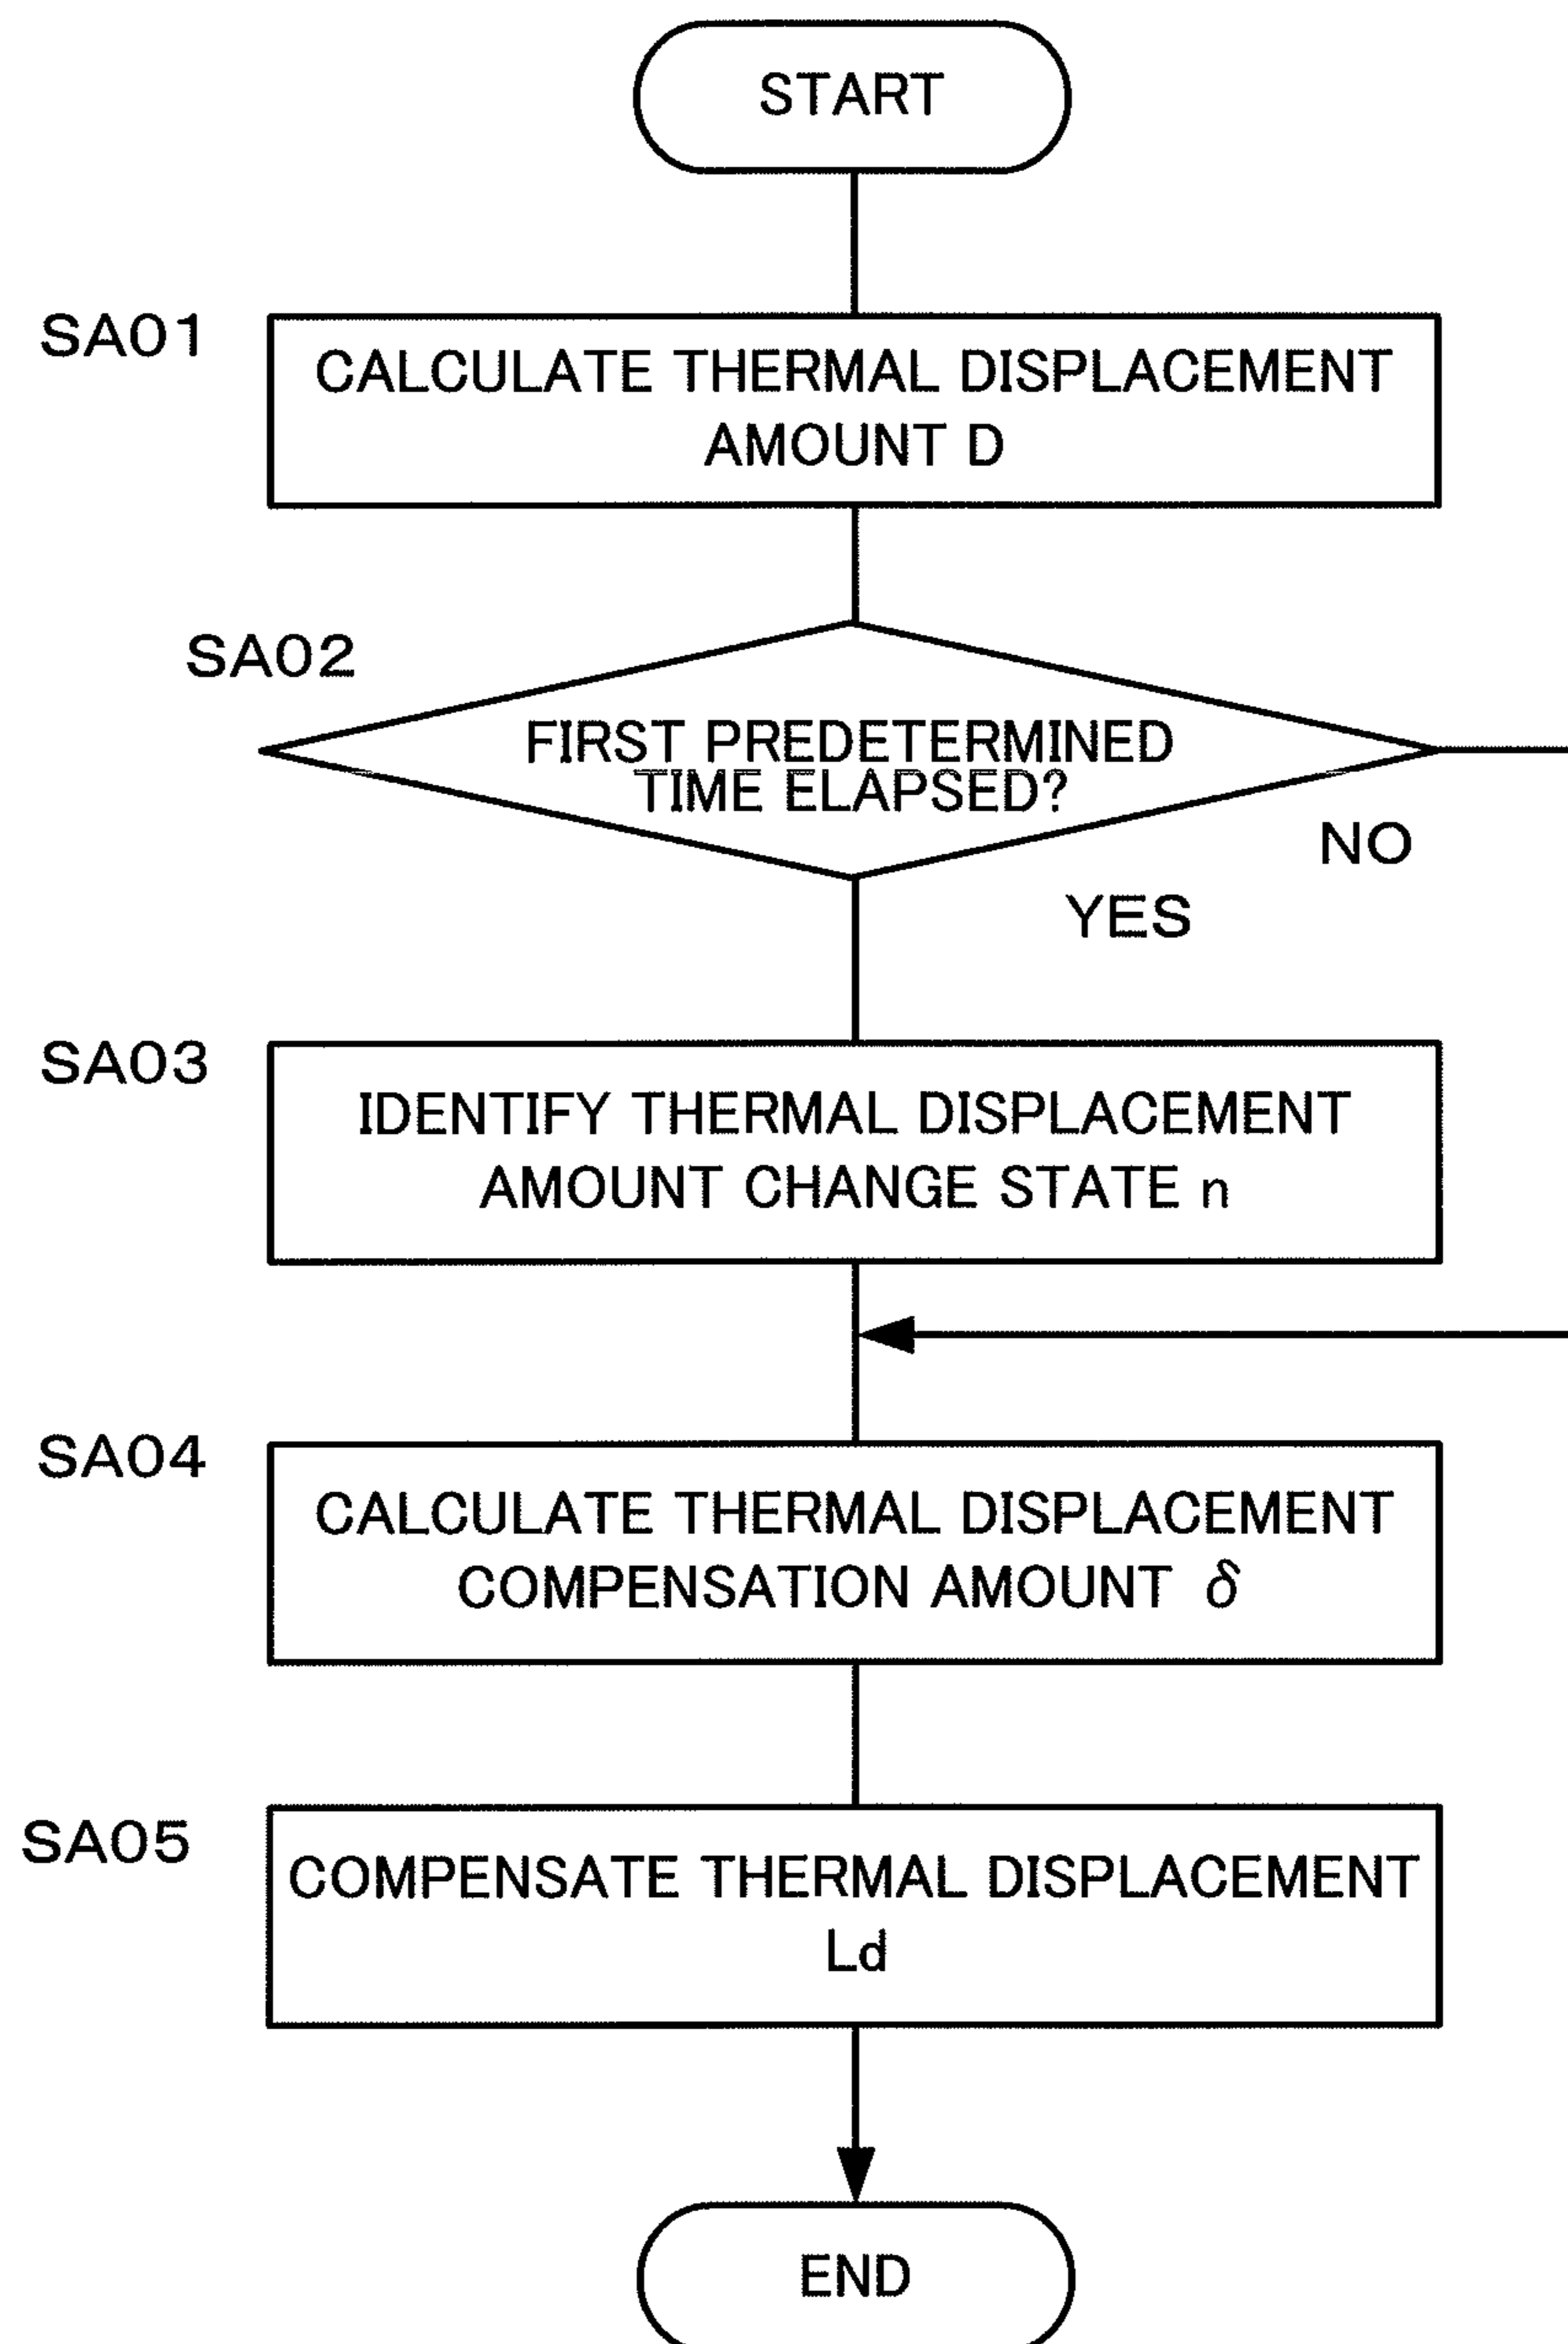 START
SA01
CALCULATE THERMAL DISPLACEMENT
AMOUNT D
SA02
FIRST PREDETERMINED
TIME ELAPSED?
NO
YES
SA03
IDENTIFY THERMAL DISPLACEMENT
AMOUNT CHANGE STATE n
SA04
CALCULATE THERMAL DISPLACEMENT
COMPENSATION AMOUNT δ
SA05
COMPENSATE THERMAL DISPLACEMENT
Ld
END